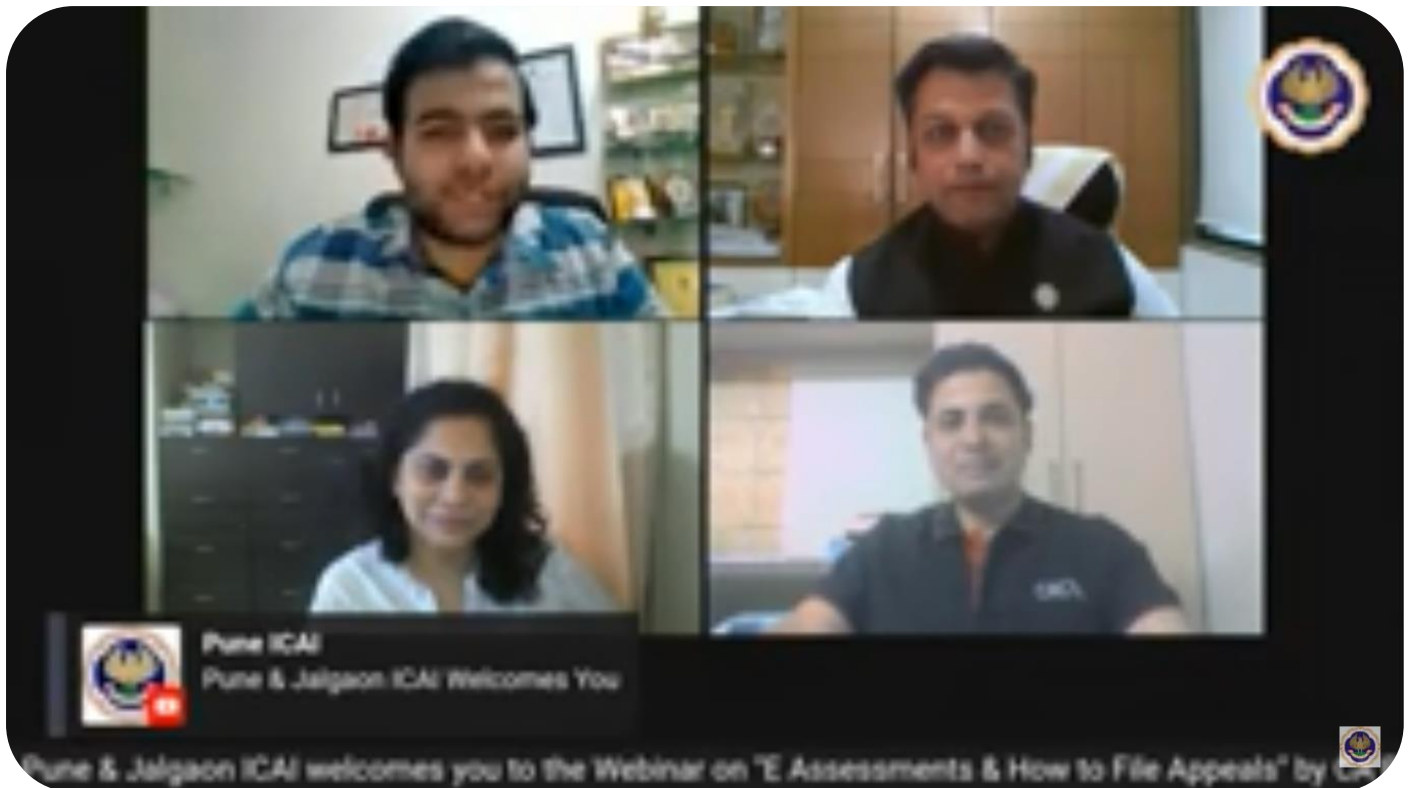 Pune ICAI
Pune & Jalgaon ICAI Welcomes You
Pune & Jalgaon ICAI welcomes you to the Webinar on "E Assessments & How to File Appeals" by CA